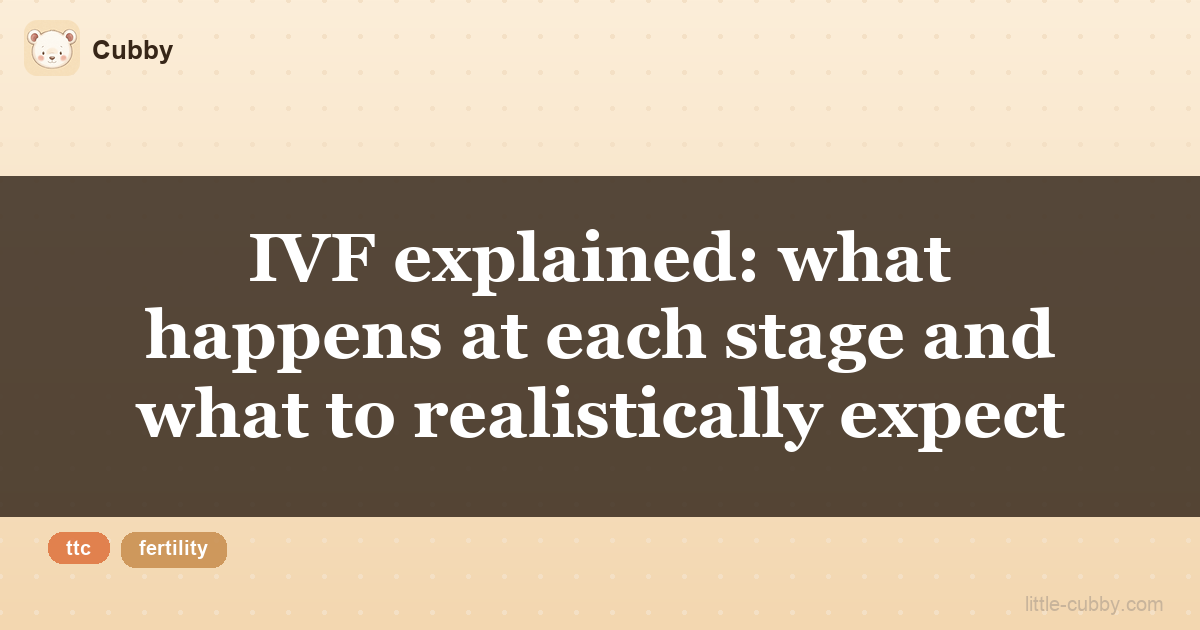 Cubby
IVF explained: what
happens at each stage and
what to realistically expect
ttc
fertility
little-cubby.com